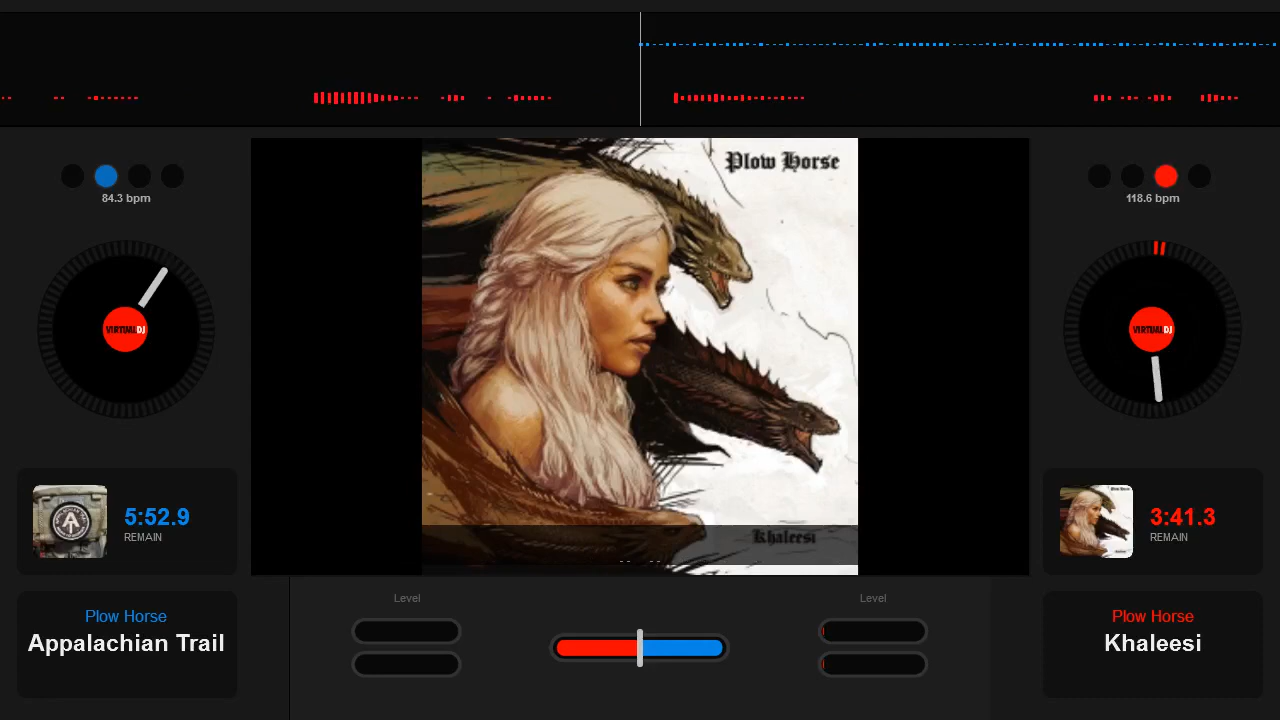 Plow Horse
84.3 bpm
118.6 bpm
VIRTUALDJ
VIRTUALDJ
5:52.9
REMAIN
Khaleesi
3:41.3
REMAIN
Level
Level
Plow Horse
Appalachian Trail
Plow Horse
Khaleesi